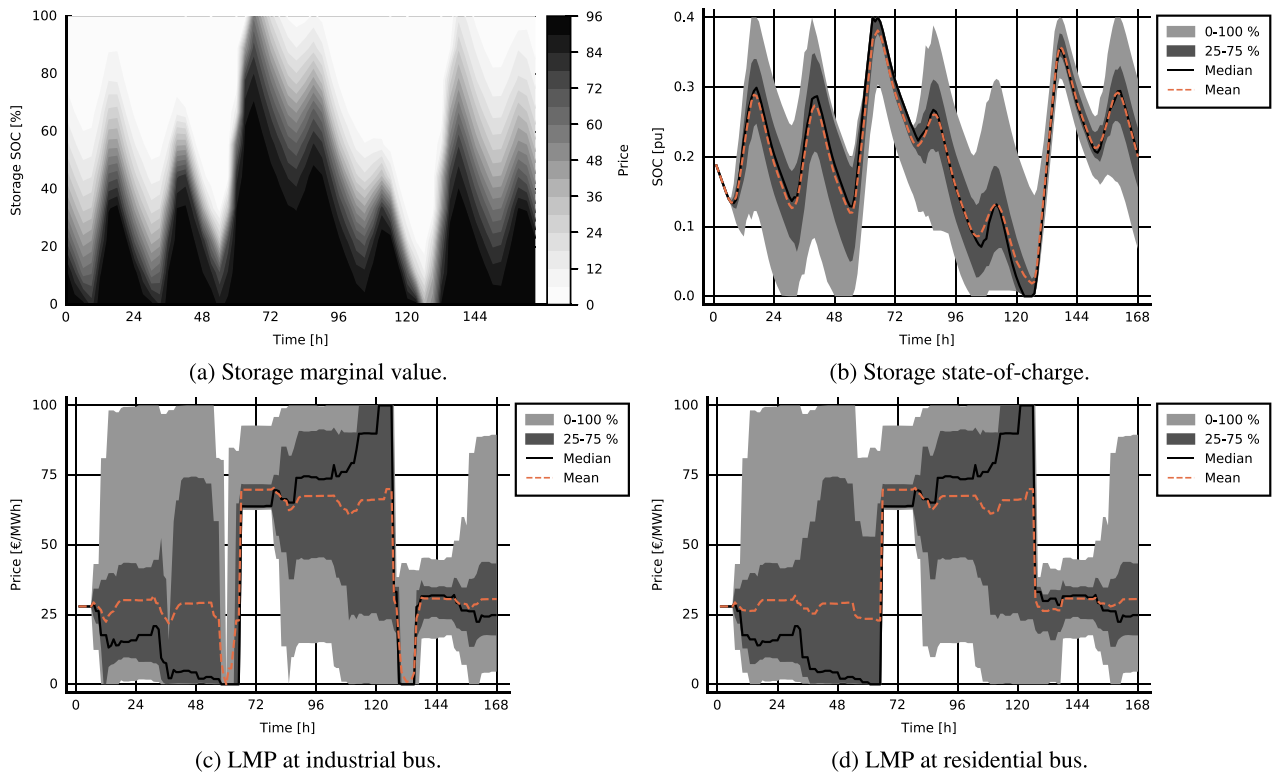 100
80
60
40
20
0
Storage SOC [%]
0 24 48 72 96 120 144
Time [h]
96
84
72
60
48
36
24
12
0
Price
(a) Storage marginal value.
0.4
0.3
0.2
0.1
0.0
SOC [pu]
0 24 48 72 96 120 144 168
Time [h]
0-100 %
25-75 %
Median
Mean
(b) Storage state-of-charge.
100
75
50
25
0
Price [€/MWh]
0 24 48 72 96 120 144 168
Time [h]
0-100 %
25-75 %
Median
Mean
(c) LMP at industrial bus.
100
75
50
25
0
Price [€/MWh]
0 24 48 72 96 120 144 168
Time [h]
0-100 %
25-75 %
Median
Mean
(d) LMP at residential bus.